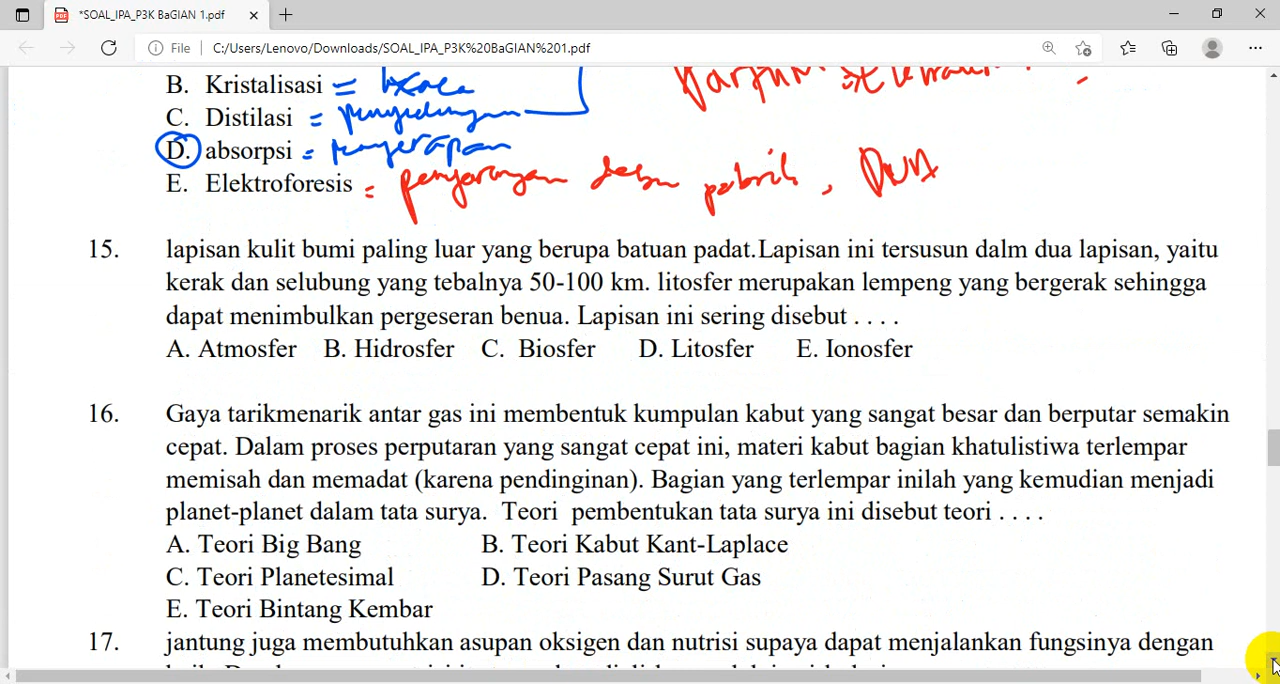 *SOAL_IPA_P3K BaGIAN 1.pdf
File C:/Users/Lenovo/Downloads/SOAL_IPA_P3K%20BaGIAN%201.pdf
B. Kristalisasi =
C. Distilasi = penyulingan
D. absorpsi = penyerapan
E. Elektroforesis = penyaringan debu pabrik, DNA
15. lapisan kulit bumi paling luar yang berupa batuan padat.Lapisan ini tersusun dalm dua lapisan, yaitu
kerak dan selubung yang tebalnya 50-100 km. litosfer merupakan lempeng yang bergerak sehingga
dapat menimbulkan pergeseran benua. Lapisan ini sering disebut . . . .
A. Atmosfer B. Hidrosfer C. Biosfer D. Litosfer E. Ionosfer
16. Gaya tarikmenarik antar gas ini membentuk kumpulan kabut yang sangat besar dan berputar semakin
cepat. Dalam proses perputaran yang sangat cepat ini, materi kabut bagian khatulistiwa terlempar
memisah dan memadat (karena pendinginan). Bagian yang terlempar inilah yang kemudian menjadi
planet-planet dalam tata surya. Teori pembentukan tata surya ini disebut teori . . . .
A. Teori Big Bang B. Teori Kabut Kant-Laplace
C. Teori Planetesimal D. Teori Pasang Surut Gas
E. Teori Bintang Kembar
17. jantung juga membutuhkan asupan oksigen dan nutrisi supaya dapat menjalankan fungsinya dengan